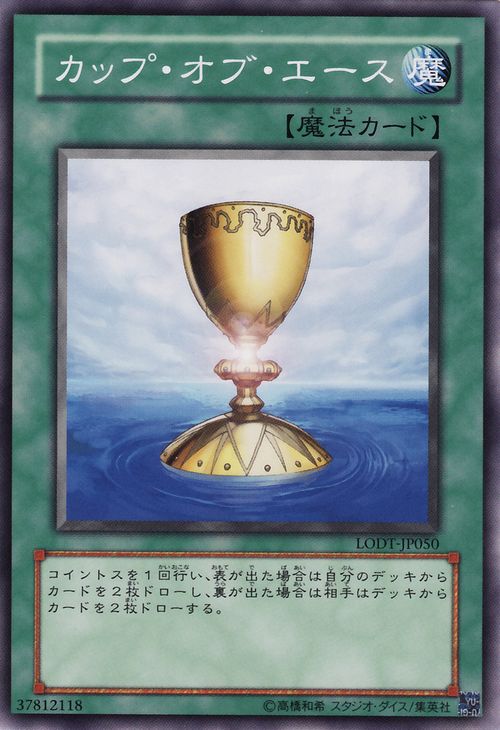 カップ・オブ・エース 魔
【魔法カード】
LODT-JP050
コイントスを1回行い、表が出た場合は自分のデッキから
カードを2枚ドローし、裏が出た場合は相手はデッキから
カードを2枚ドローする。
37812118 ©高橋和希 スタジオ・ダイス/集英社